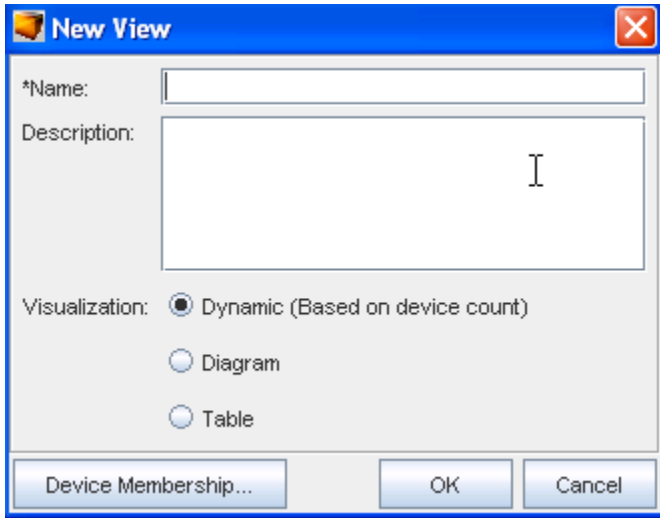 New View
*Name:
Description:
Visualization: Dynamic (Based on device count)
Diagram
Table
Device Membership... OK Cancel